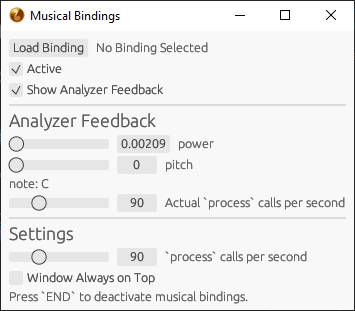 Musical Bindings
Load Binding No Binding Selected
Active
Show Analyzer Feedback
Analyzer Feedback
0.00209 power
0 pitch
note: C
90 Actual `process` calls per second
Settings
90 `process` calls per second
Window Always on Top
Press `END` to deactivate musical bindings.